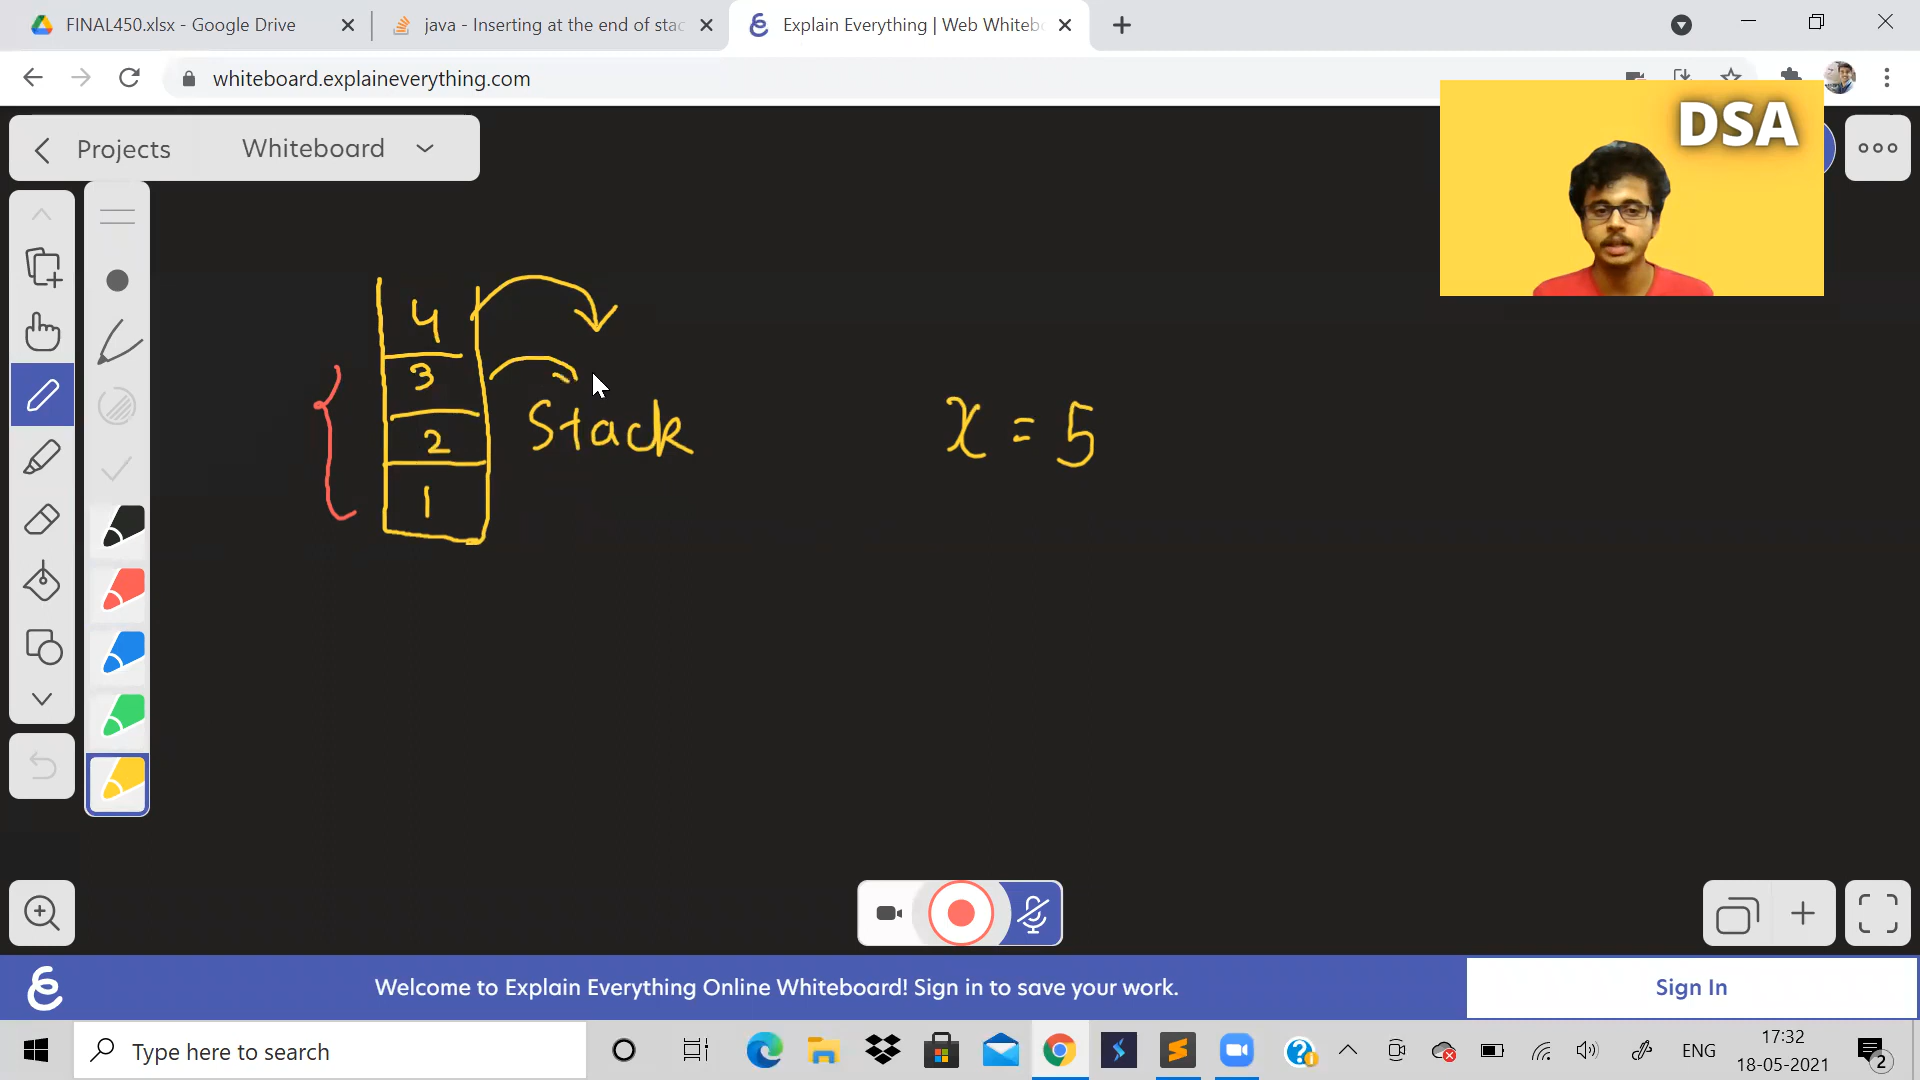 FINAL450.xlsx - Google Drive
java - Inserting at the end of stac
Explain Everything | Web Whitebo
whiteboard.explaineverything.com
DSA
Projects
Whiteboard
4
3
Stack
x = 5
2
1
Welcome to Explain Everything Online Whiteboard! Sign in to save your work.
Sign In
Type here to search
ENG
17:32
18-05-2021
2